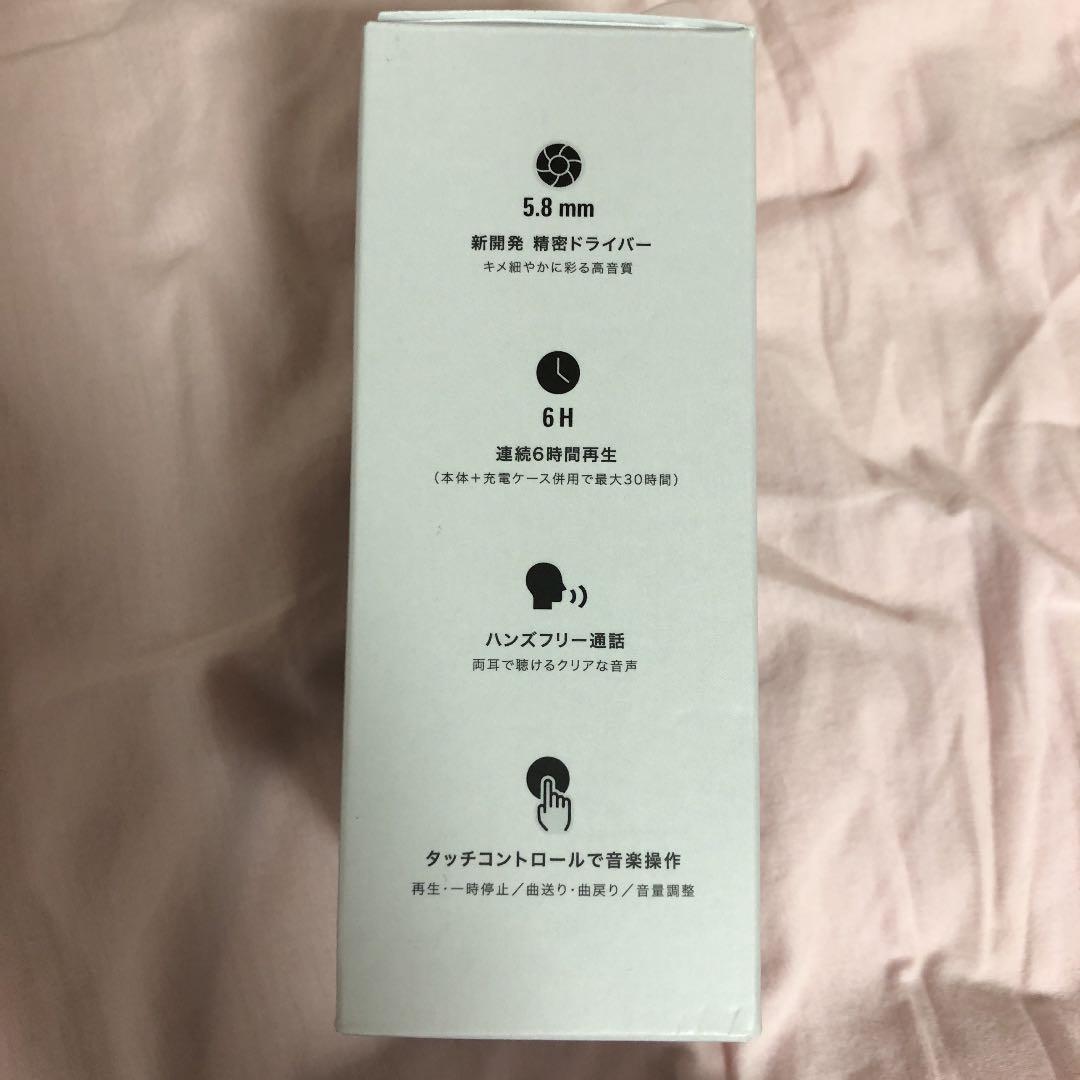 5.8 mm
新開発 精密ドライバー
キメ細やかに彩る高音質
6 H
連続6時間再生
(本体+充電ケース併用で最大30時間)
ハンズフリー通話
両耳で聴けるクリアな音声
タッチコントロールで音楽操作
再生・一時停止/曲送り・曲戻り/音量調整